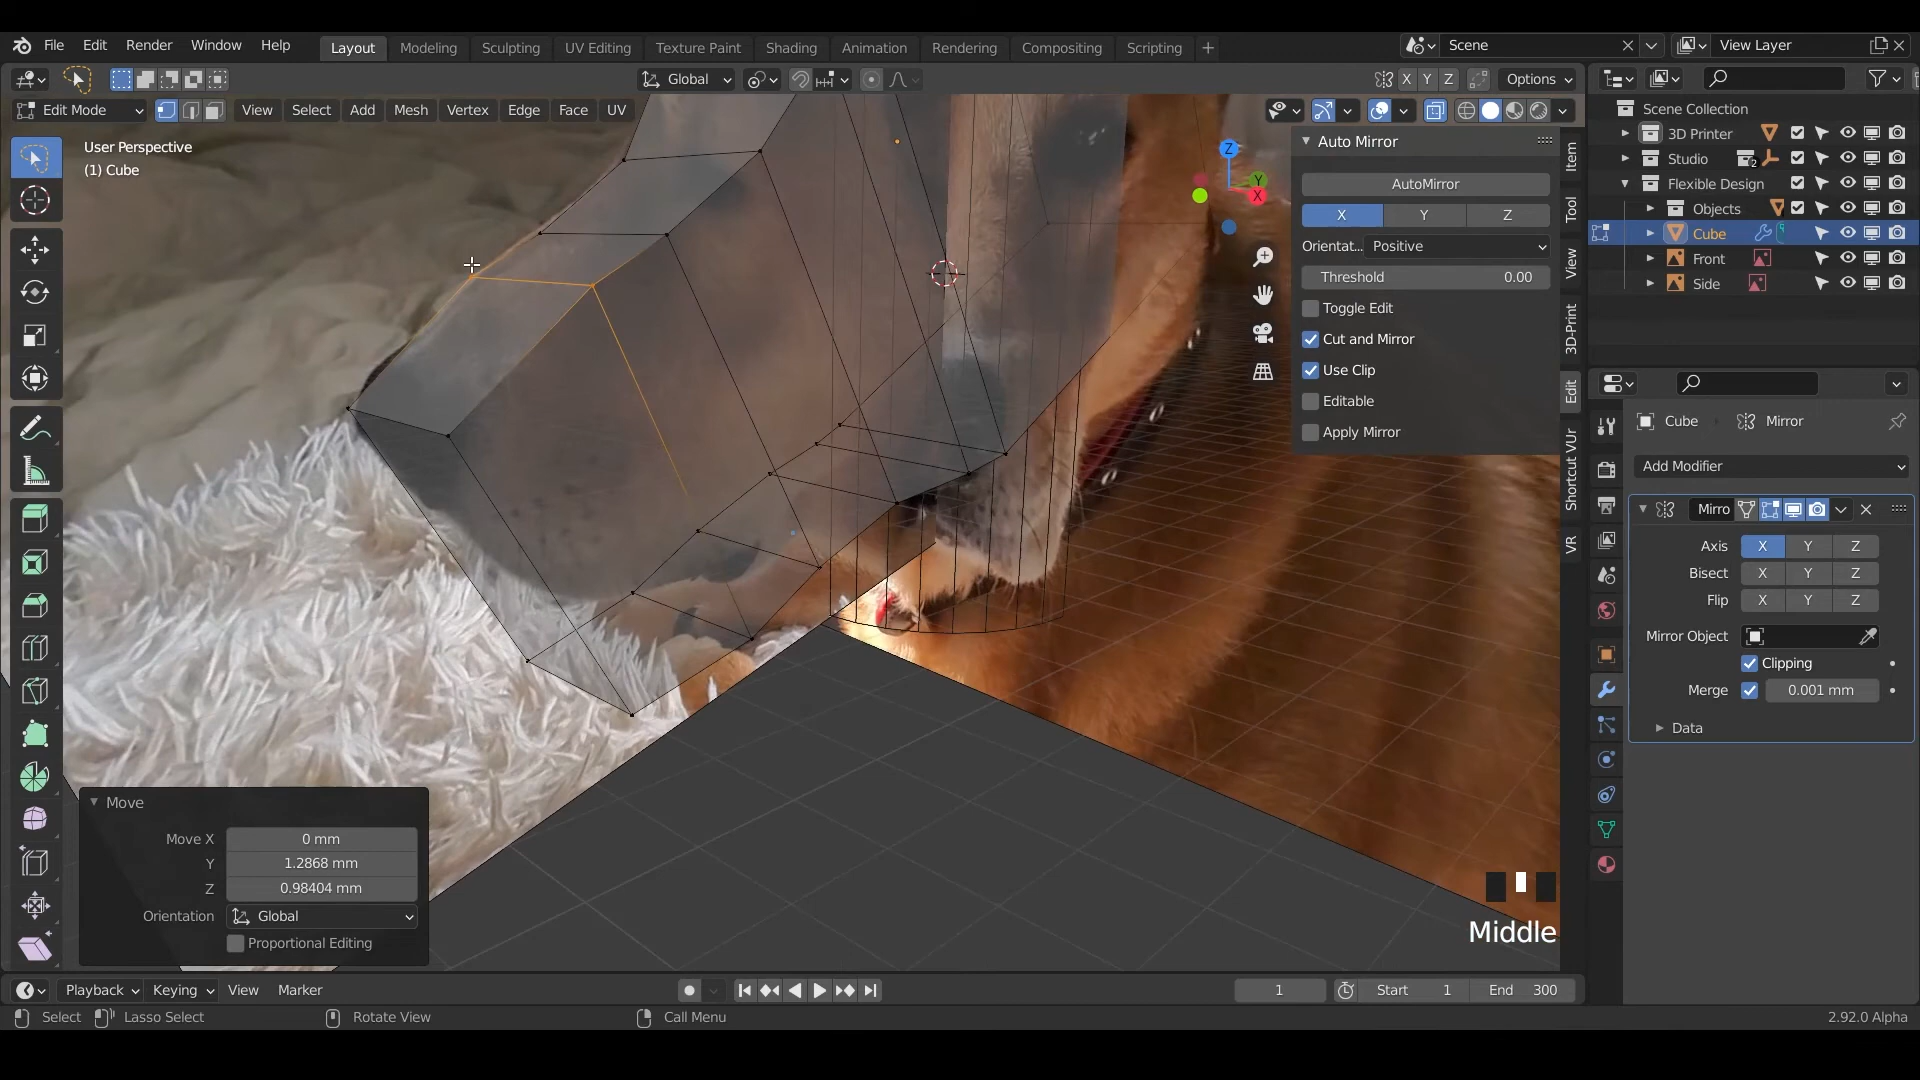 File Edit Render Window Help Layout Modeling Sculpting UV Editing Texture Paint Shading Animation Rendering Compositing Scripting + Scene View Layer
Global X Y Z Options
Edit Mode View Select Add Mesh Vertex Edge Face UV
User Perspective
(1) Cube
Z
Y
X
Auto Mirror
AutoMirror
X Y Z
Orientat... Positive
Threshold 0.00
Toggle Edit
Cut and Mirror
Use Clip
Editable
Apply Mirror
Item
Tool
View
3D-Print
Edit
Shortcut VUr
VR
Scene Collection
3D Printer
Studio 2
Flexible Design
Objects
Cube
Front
Side
Cube Mirror
Add Modifier
Mirro
Axis X Y Z
Bisect X Y Z
Flip X Y Z
Mirror Object
Clipping
Merge 0.001 mm
Data
Move
Move X 0 mm
Y 1.2868 mm
Z 0.98404 mm
Orientation Global
Proportional Editing
Middle
Playback Keying View Marker 1 Start 1 End 300
Select Lasso Select Rotate View Call Menu 2.92.0 Alpha